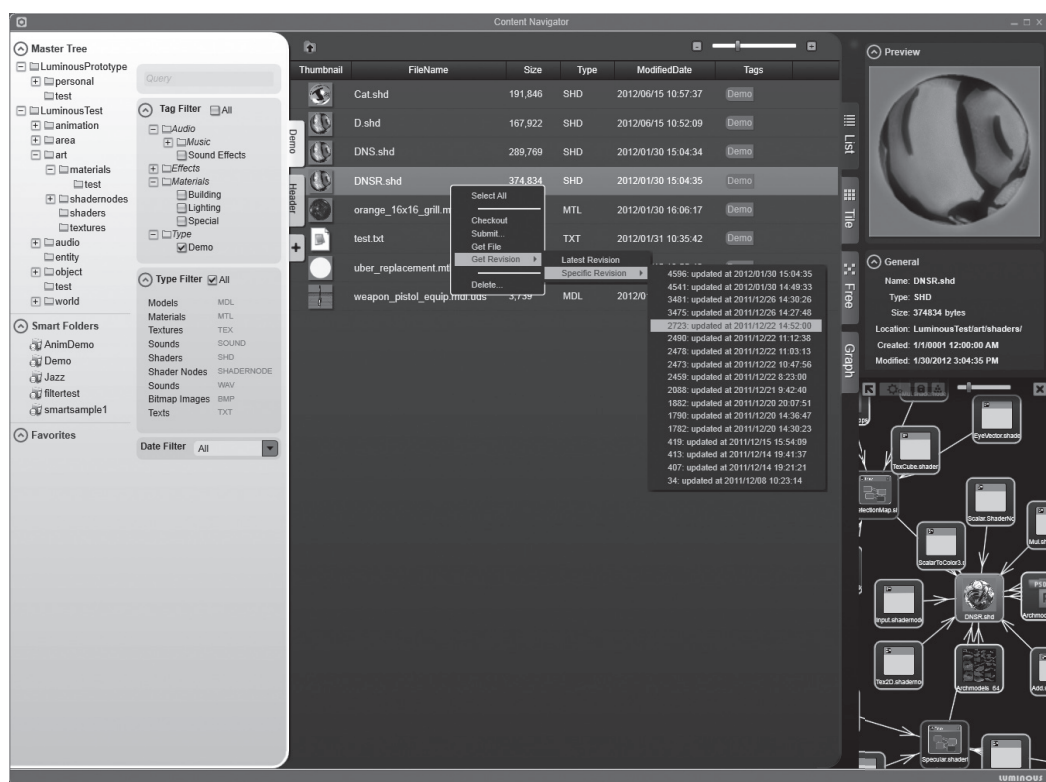 Content Navigator
Master Tree
LuminousPrototype
personal
test
LuminousTest
animation
area
art
materials
test
shadernodes
shaders
textures
audio
entity
object
test
world
Smart Folders
AnimDemo
Demo
Jazz
filtertest
smartsample1
Favorites
Query
Tag Filter All
Audio
Music
Sound Effects
Effects
Materials
Building
Lighting
Special
Type
Demo
Type Filter All
Models MDL
Materials MTL
Textures TEX
Sounds SOUND
Shaders SHD
Shader Nodes SHADERNODE
Sounds WAV
Bitmap Images BMP
Texts TXT
Date Filter All
Demo
Header
Thumbnail FileName Size Type ModifiedDate Tags
Cat.shd 191,846 SHD 2012/06/15 10:57:37 Demo
D.shd 167,922 SHD 2012/06/15 10:52:09 Demo
DNS.shd 289,769 SHD 2012/01/30 15:04:34 Demo
DNSR.shd 374,834 SHD 2012/01/30 15:04:35 Demo
orange_16x16_grill.m MTL 2012/01/30 16:06:17 Demo
test.txt TXT 2012/01/31 10:35:42 Demo
uber_replacement.mtl
weapon_pistol_equip.mdl.uds 3,739 MDL 2012/0
Select All
Checkout
Submit...
Get File
Get Revision
Delete...
Latest Revision
Specific Revision
4596: updated at 2012/01/30 15:04:35
4541: updated at 2012/01/30 14:49:33
3481: updated at 2011/12/26 14:30:26
3475: updated at 2011/12/26 14:27:48
2723: updated at 2011/12/22 14:52:00
2490: updated at 2011/12/22 11:12:38
2478: updated at 2011/12/22 11:03:13
2473: updated at 2011/12/22 10:47:56
2459: updated at 2011/12/22 8:23:00
2088: updated at 2011/12/21 9:42:40
1882: updated at 2011/12/20 20:07:51
1790: updated at 2011/12/20 14:36:47
1782: updated at 2011/12/20 14:30:23
419: updated at 2011/12/15 15:54:09
413: updated at 2011/12/14 19:41:37
407: updated at 2011/12/14 19:21:21
34: updated at 2011/12/08 10:23:14
List
Tile
Free
Graph
Preview
General
Name: DNSR.shd
Type: SHD
Size: 374834 bytes
Location: LuminousTest/art/shaders/
Created: 1/1/0001 12:00:00 AM
Modified: 1/30/2012 3:04:35 PM
EyeVector.shade
TexCube.shader
lectionMap.sl
Scalar.ShaderNo
Mul.sh
ScalarToColor3.s
Input.shadernod
DNSR.shd
Archmod
Tex2D.shaderno
Archmodels_64
Add.
Specular.shader
LUMINOUS